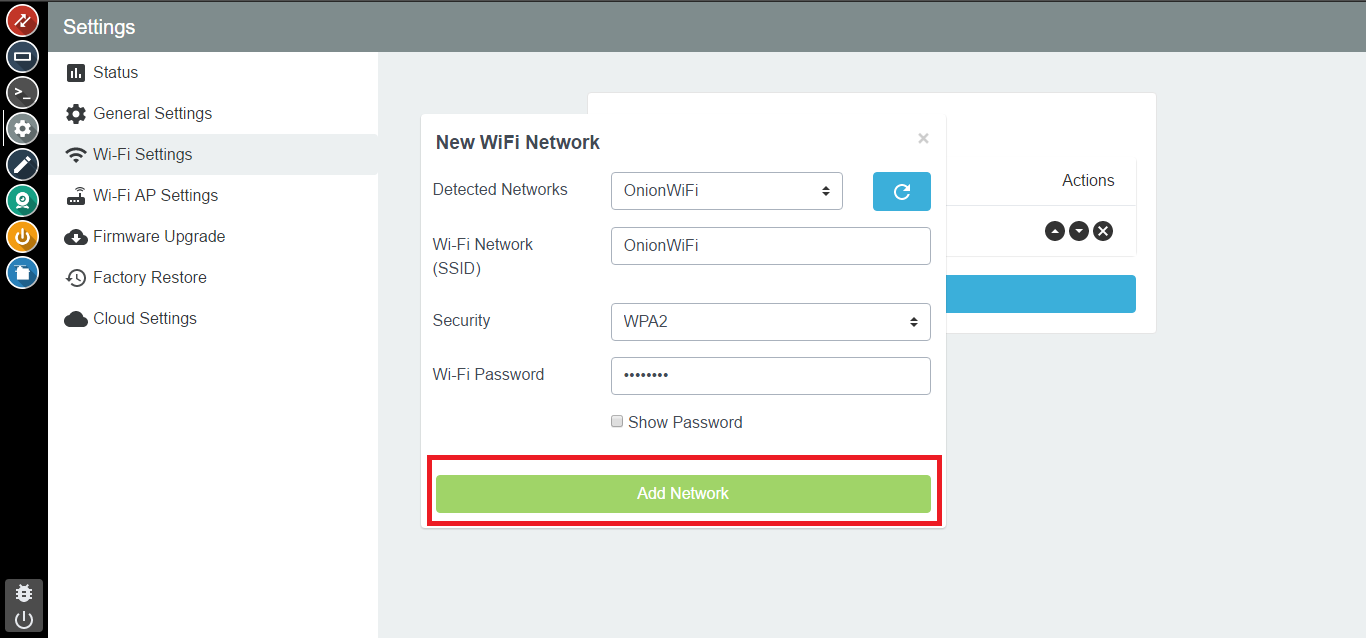 Settings
Status
General Settings
Wi-Fi Settings
Wi-Fi AP Settings
Firmware Upgrade
Factory Restore
Cloud Settings
New WiFi Network
×
Detected Networks
OnionWiFi
Wi-Fi Network
(SSID)
OnionWiFi
Security
WPA2
Wi-Fi Password
••••••••
Show Password
Add Network
Actions